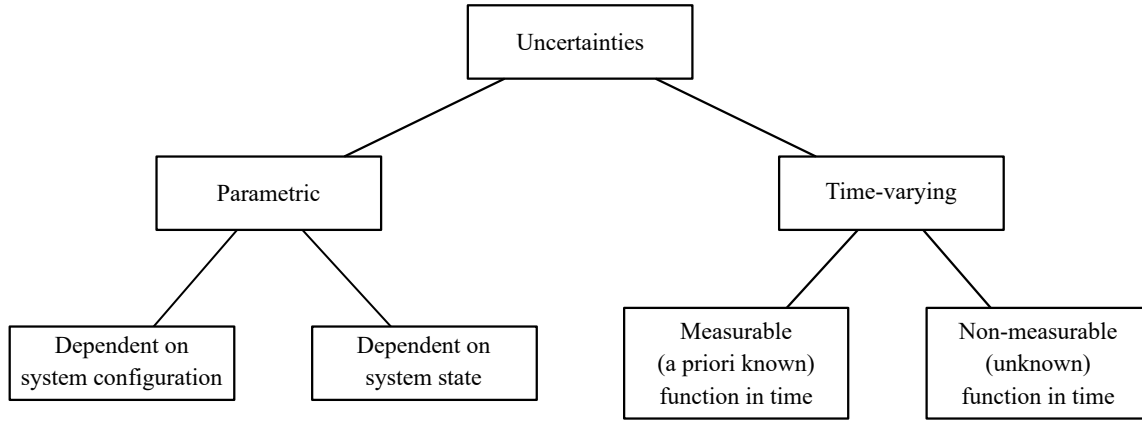 Uncertainties
Parametric
Time-varying
Dependent on
system configuration
Dependent on
system state
Measurable
(a priori known)
function in time
Non-measurable
(unknown)
function in time